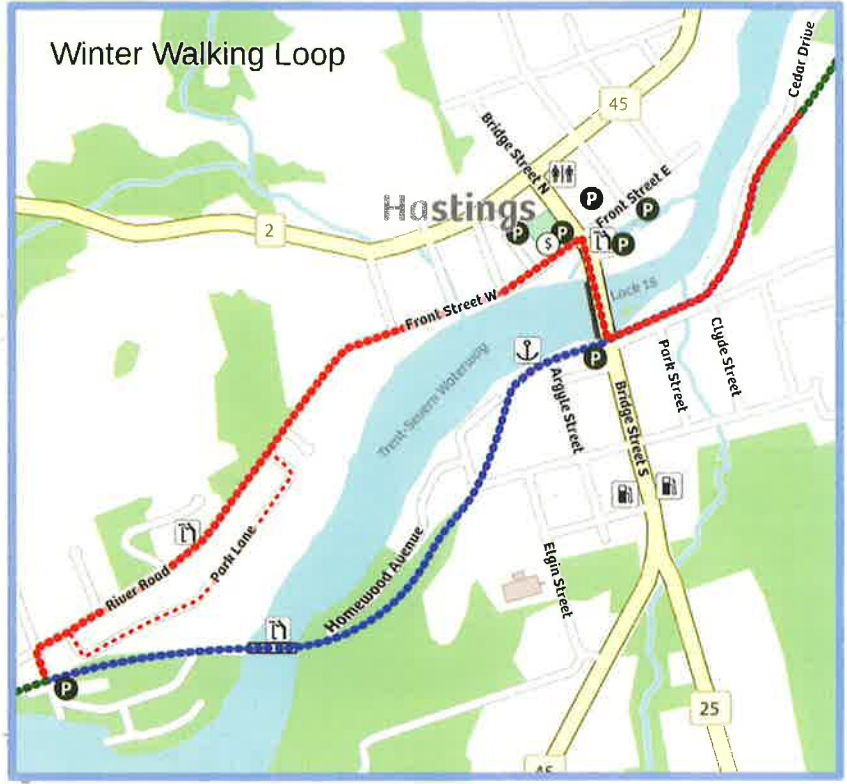 Winter Walking Loop
Cedar Drive
45
Bridge Street N
Hastings
Front Street E
P
P
P
P
P
$
2
Lock 18
Front Street W
Trent-Severn Waterway
P
Argyle Street
Park Street
Clyde Street
Bridge Street S
Park Lane
River Road
Homewood Avenue
Elgin Street
P
25
45